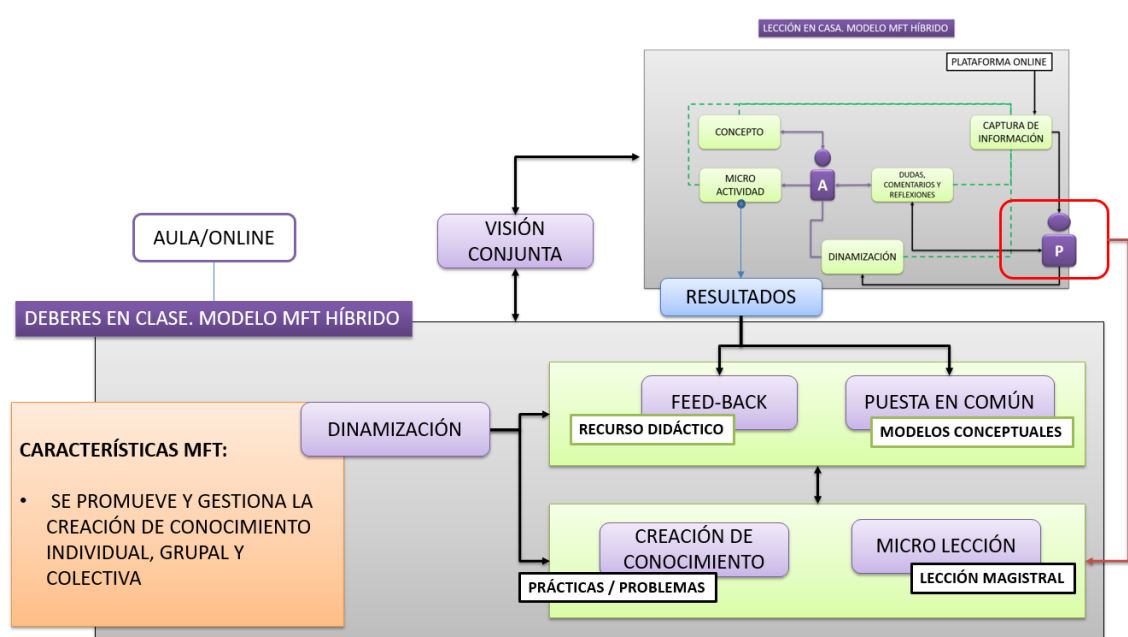 LECCIÓN EN CASA. MODELO MFT HÍBRIDO
PLATAFORMA ONLINE
CONCEPTO
CAPTURA DE
INFORMACIÓN
MICRO
ACTIVIDAD
A
DUDAS,
COMENTARIOS Y
REFLEXIONES
P
DINAMIZACIÓN
VISIÓN
CONJUNTA
AULA/ONLINE
RESULTADOS
DEBERES EN CLASE. MODELO MFT HÍBRIDO
FEED-BACK
RECURSO DIDÁCTICO
PUESTA EN COMÚN
MODELOS CONCEPTUALES
DINAMIZACIÓN
CARACTERÍSTICAS MFT:
• SE PROMUEVE Y GESTIONA LA
CREACIÓN DE CONOCIMIENTO
INDIVIDUAL, GRUPAL Y
COLECTIVA
CREACIÓN DE
CONOCIMIENTO
PRÁCTICAS / PROBLEMAS
MICRO LECCIÓN
LECCIÓN MAGISTRAL